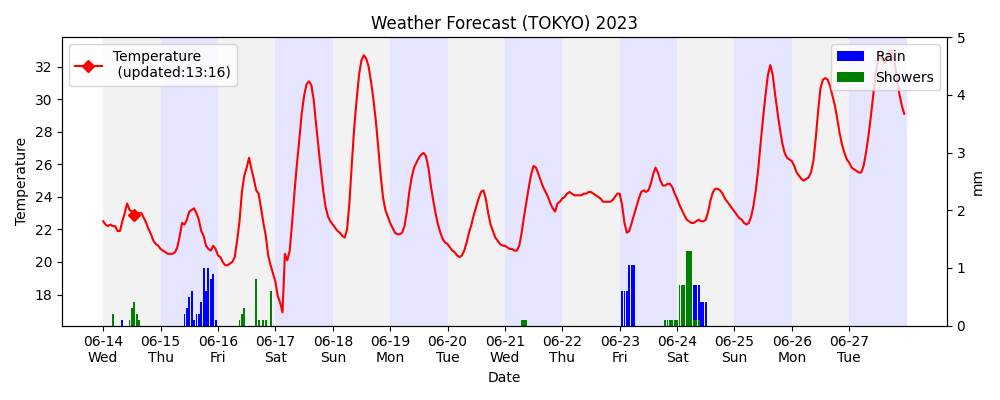 Weather Forecast (TOKYO) 2023
Temperature
(updated:13:16)
Rain
Showers
Temperature
32
30
28
26
24
22
20
18
5
4
3
2
1
0
mm
06-14 06-15 06-16 06-17 06-18 06-19 06-20 06-21 06-22 06-23 06-24 06-25 06-26 06-27
Wed Thu Fri Sat Sun Mon Tue Wed Thu Fri Sat Sun Mon Tue
Date